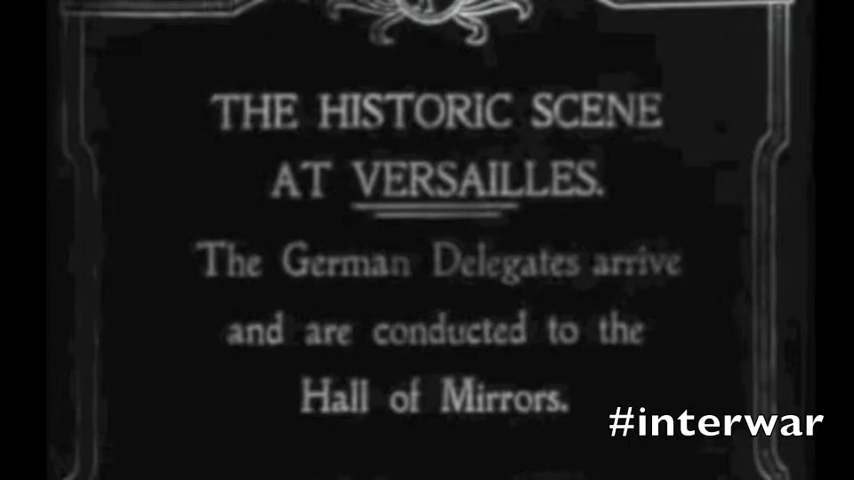 THE HISTORIC SCENE
AT VERSAILLES.
The German Delegates arrive
and are conducted to the
Hall of Mirrors.
#interwar